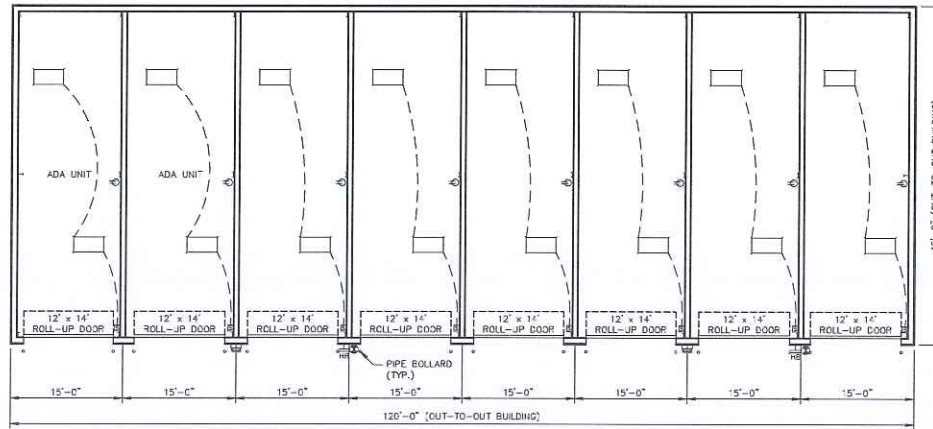 ADA UNIT
ADA UNIT
12' x 14'
ROLL-UP DOOR
12' x 14'
ROLL-UP DOOR
12' x 14'
ROLL-UP DOOR
12' x 14'
ROLL-UP DOOR
12' x 14'
ROLL-UP DOOR
12' x 14'
ROLL-UP DOOR
12' x 14'
ROLL-UP DOOR
12' x 14'
ROLL-UP DOOR
HB
HB
PIPE BOLLARD
(TYP.)
15'-0"
15'-0"
15'-0"
15'-0"
15'-0"
15'-0"
15'-0"
15'-0"
120'-0" (OUT-TO-OUT BUILDING)